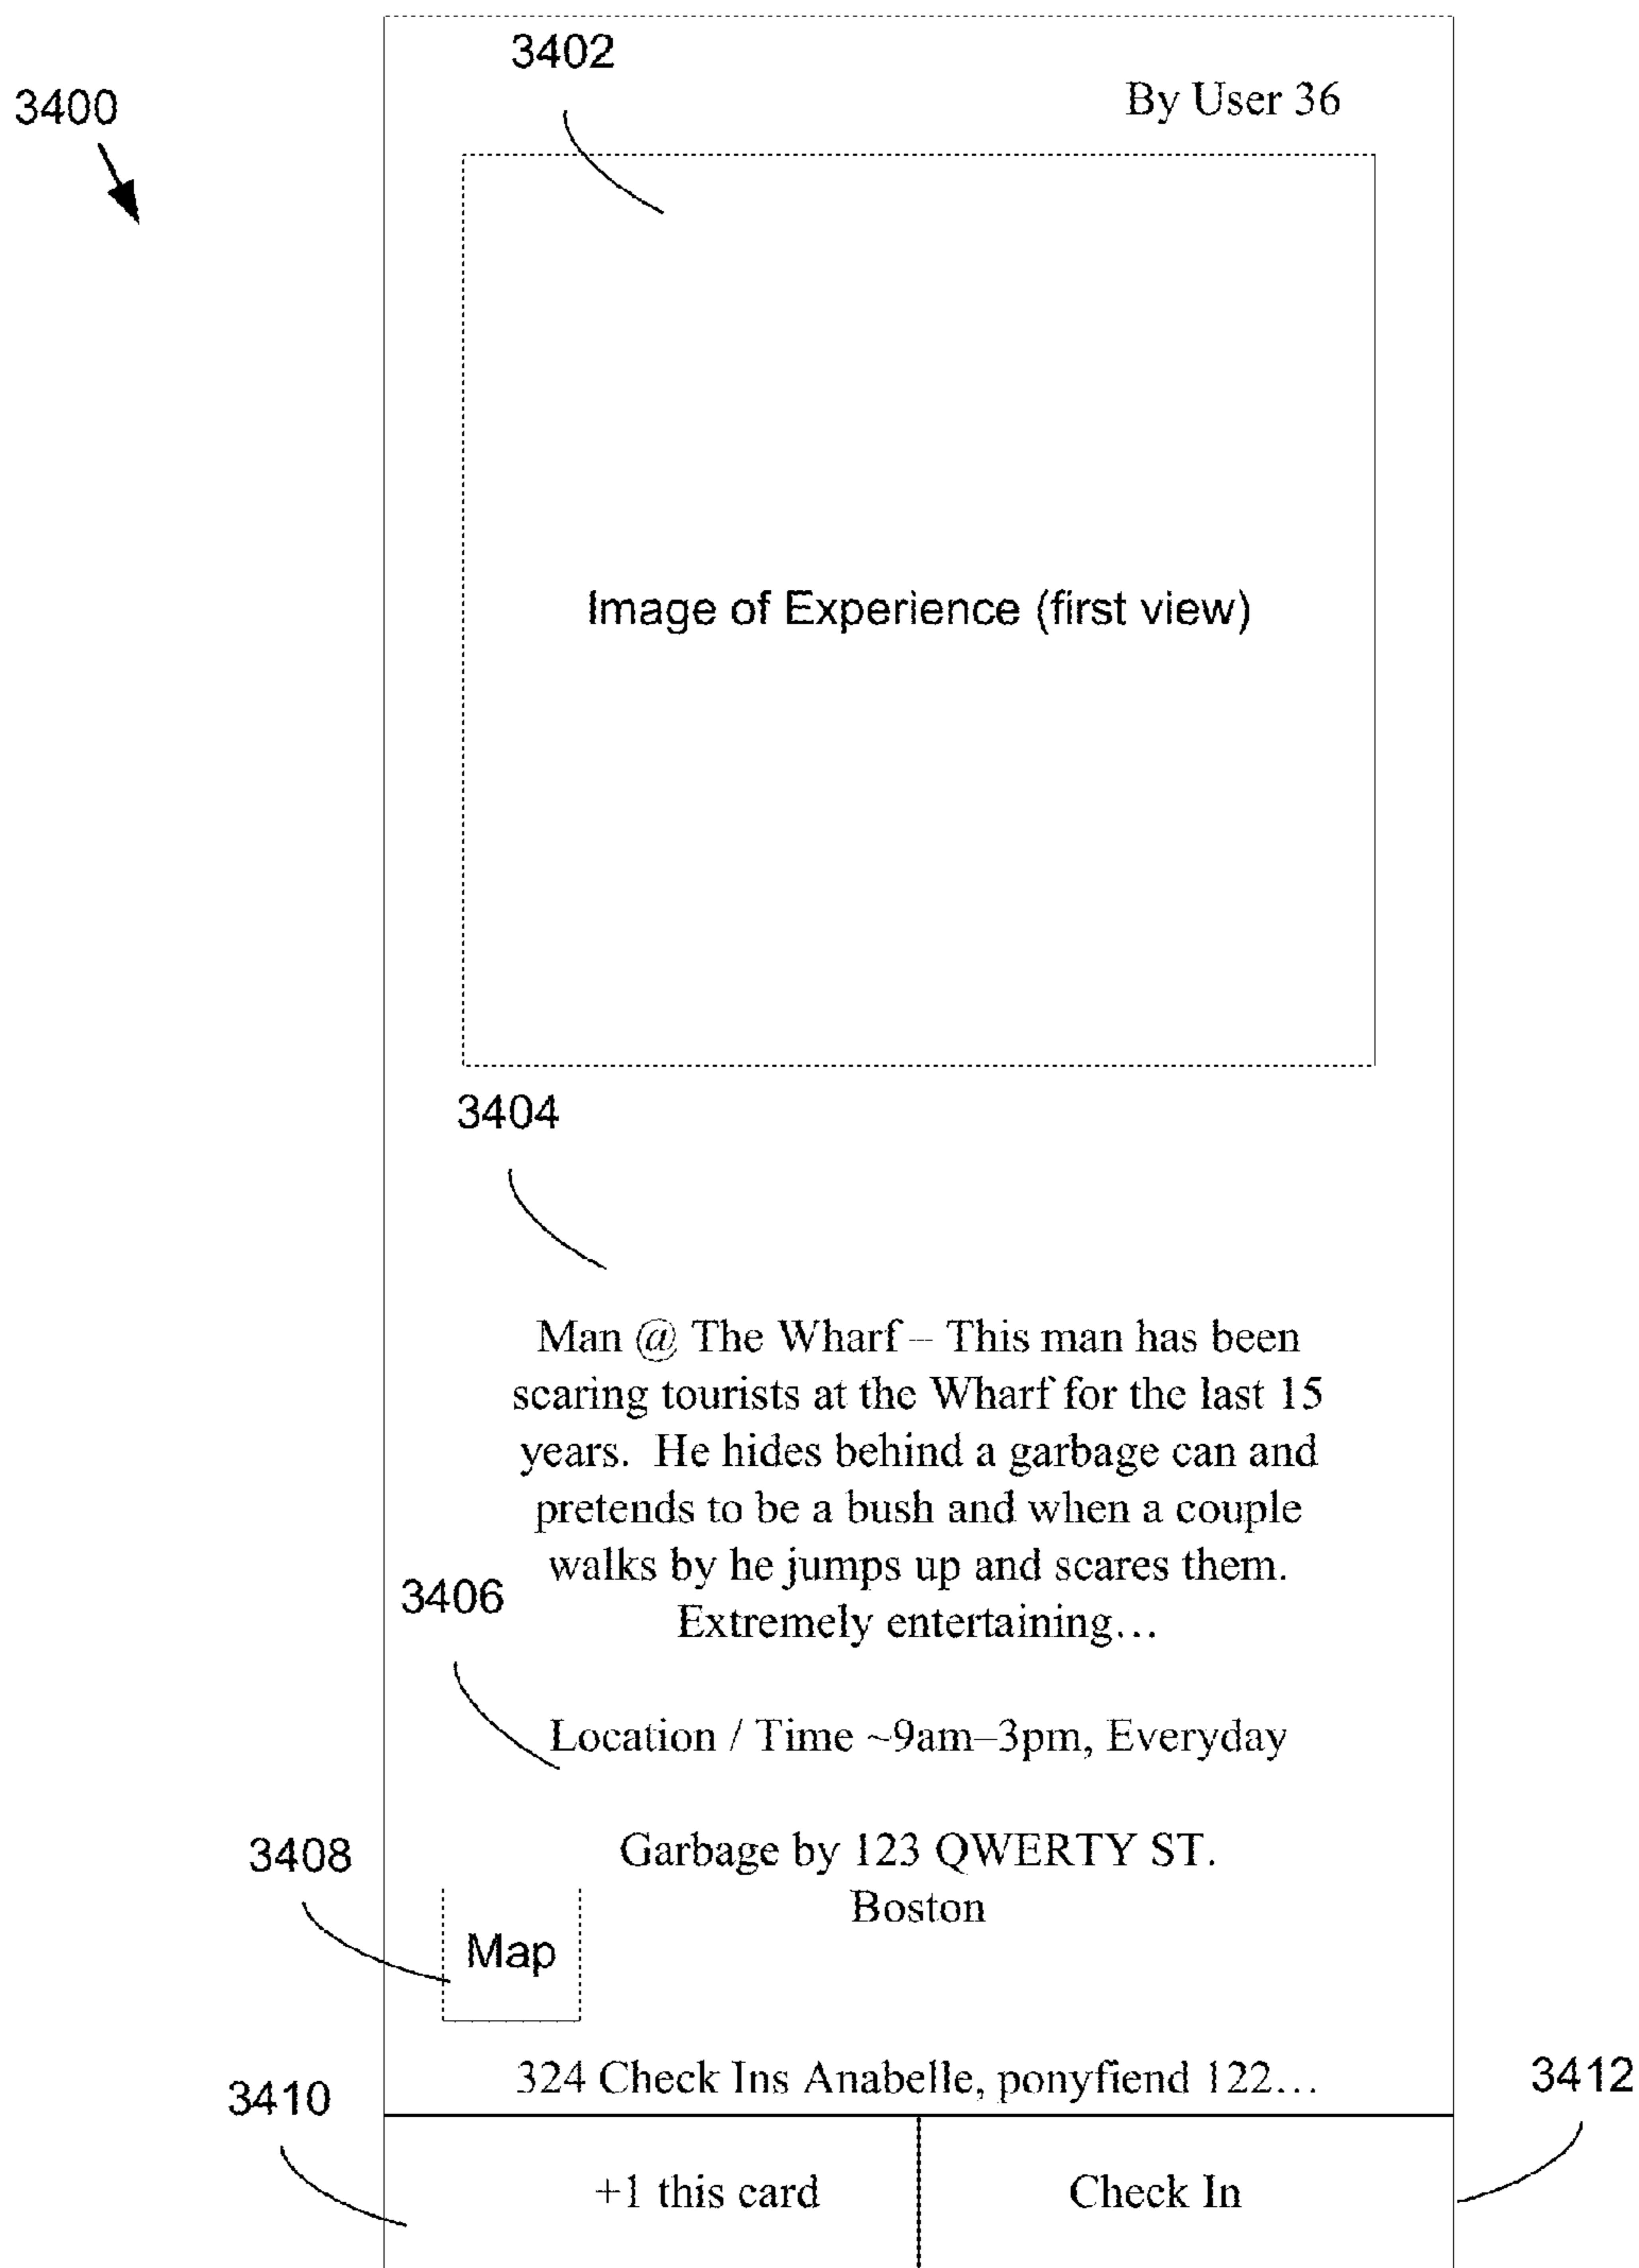 3402
3400
By User 36
Image of Experience (first view)
3404
Man @ The Wharf – This man has been
scaring tourists at the Wharf for the last 15
years.  He hides behind a garbage can and
pretends to be a bush and when a couple
walks by he jumps up and scares them.
3406
Extremely entertaining…
Location / Time ~9am–3pm, Everyday
3408
Garbage by 123 QWERTY ST.
Boston
Map
324 Check Ins Anabelle, ponyfiend 122…
3410
3412
+1 this card
Check In